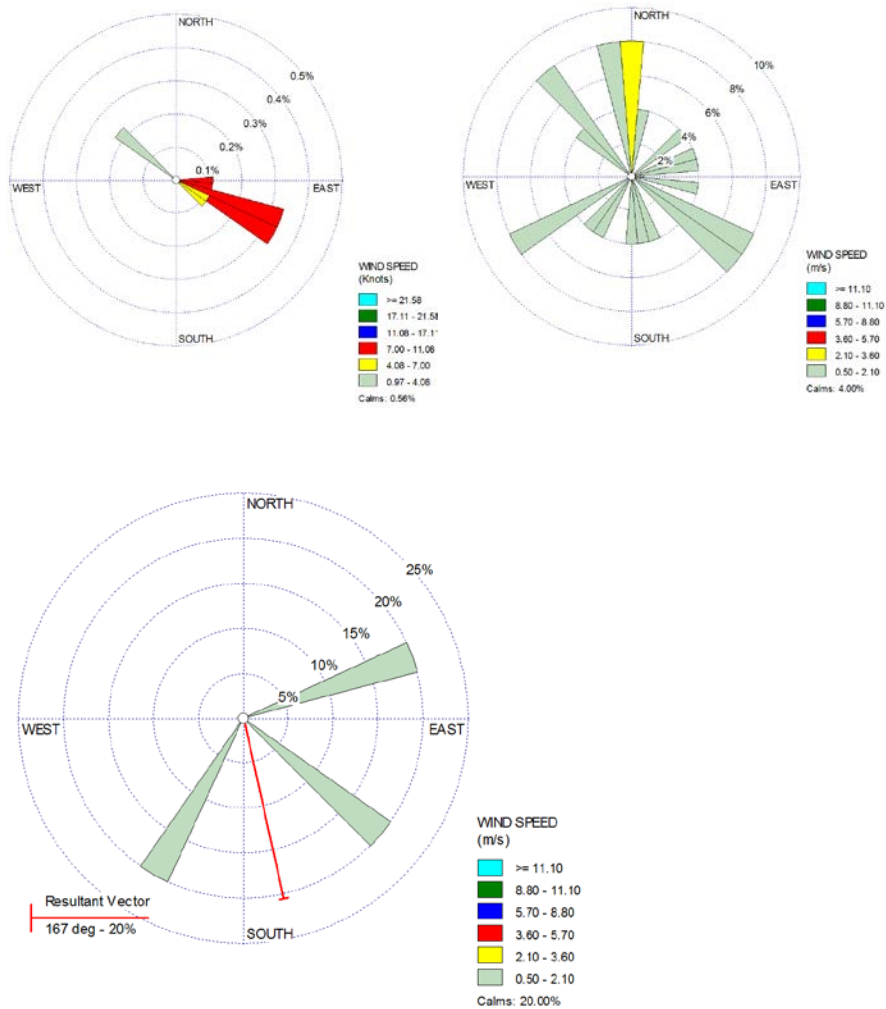 NORTH
0.5%
0.4%
0.3%
0.2%
0.1%
WEST
EAST
SOUTH
WIND SPEED
(Knots)
>= 21.58
17.11 - 21.58
11.08 - 17.11
7.00 - 11.08
4.08 - 7.00
0.97 - 4.08
Calms: 0.56%
NORTH
10%
8%
6%
4%
2%
WEST
EAST
SOUTH
WIND SPEED
(m/s)
>= 11.10
8.80 - 11.10
5.70 - 8.80
3.60 - 5.70
2.10 - 3.60
0.50 - 2.10
Calms: 4.00%
NORTH
25%
20%
15%
10%
5%
WEST
EAST
SOUTH
Resultant Vector
167 deg - 20%
WIND SPEED
(m/s)
>= 11.10
8.80 - 11.10
5.70 - 8.80
3.60 - 5.70
2.10 - 3.60
0.50 - 2.10
Calms: 20.00%